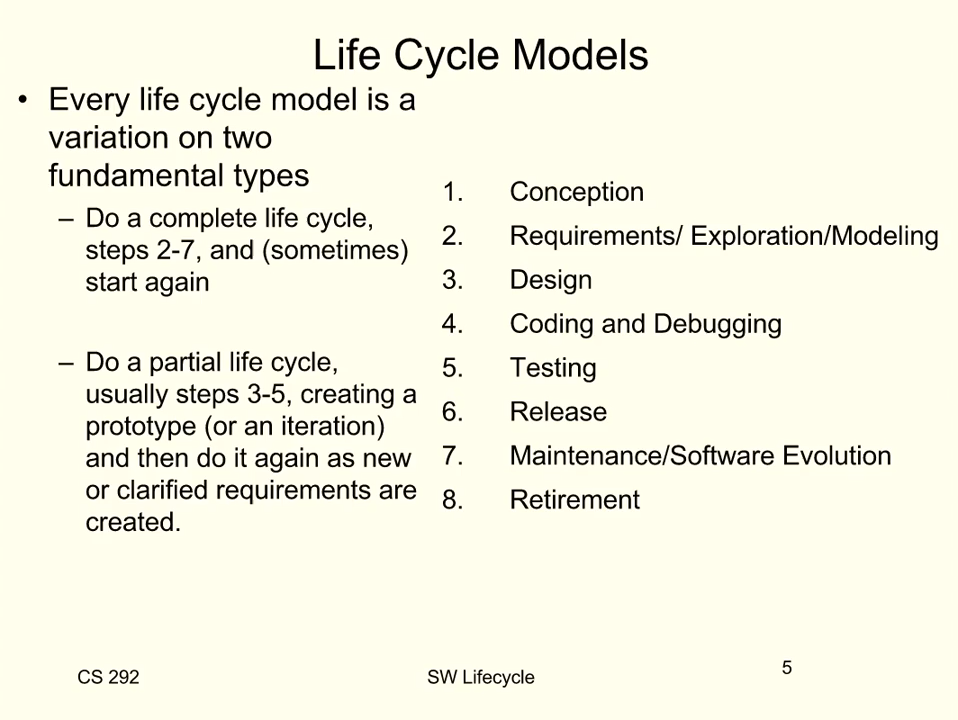 Life Cycle Models
• Every life cycle model is a
variation on two
fundamental types
– Do a complete life cycle,
steps 2-7, and (sometimes)
start again
– Do a partial life cycle,
usually steps 3-5, creating a
prototype (or an iteration)
and then do it again as new
or clarified requirements are
created.
1. Conception
2. Requirements/ Exploration/Modeling
3. Design
4. Coding and Debugging
5. Testing
6. Release
7. Maintenance/Software Evolution
8. Retirement
CS 292
SW Lifecycle
5